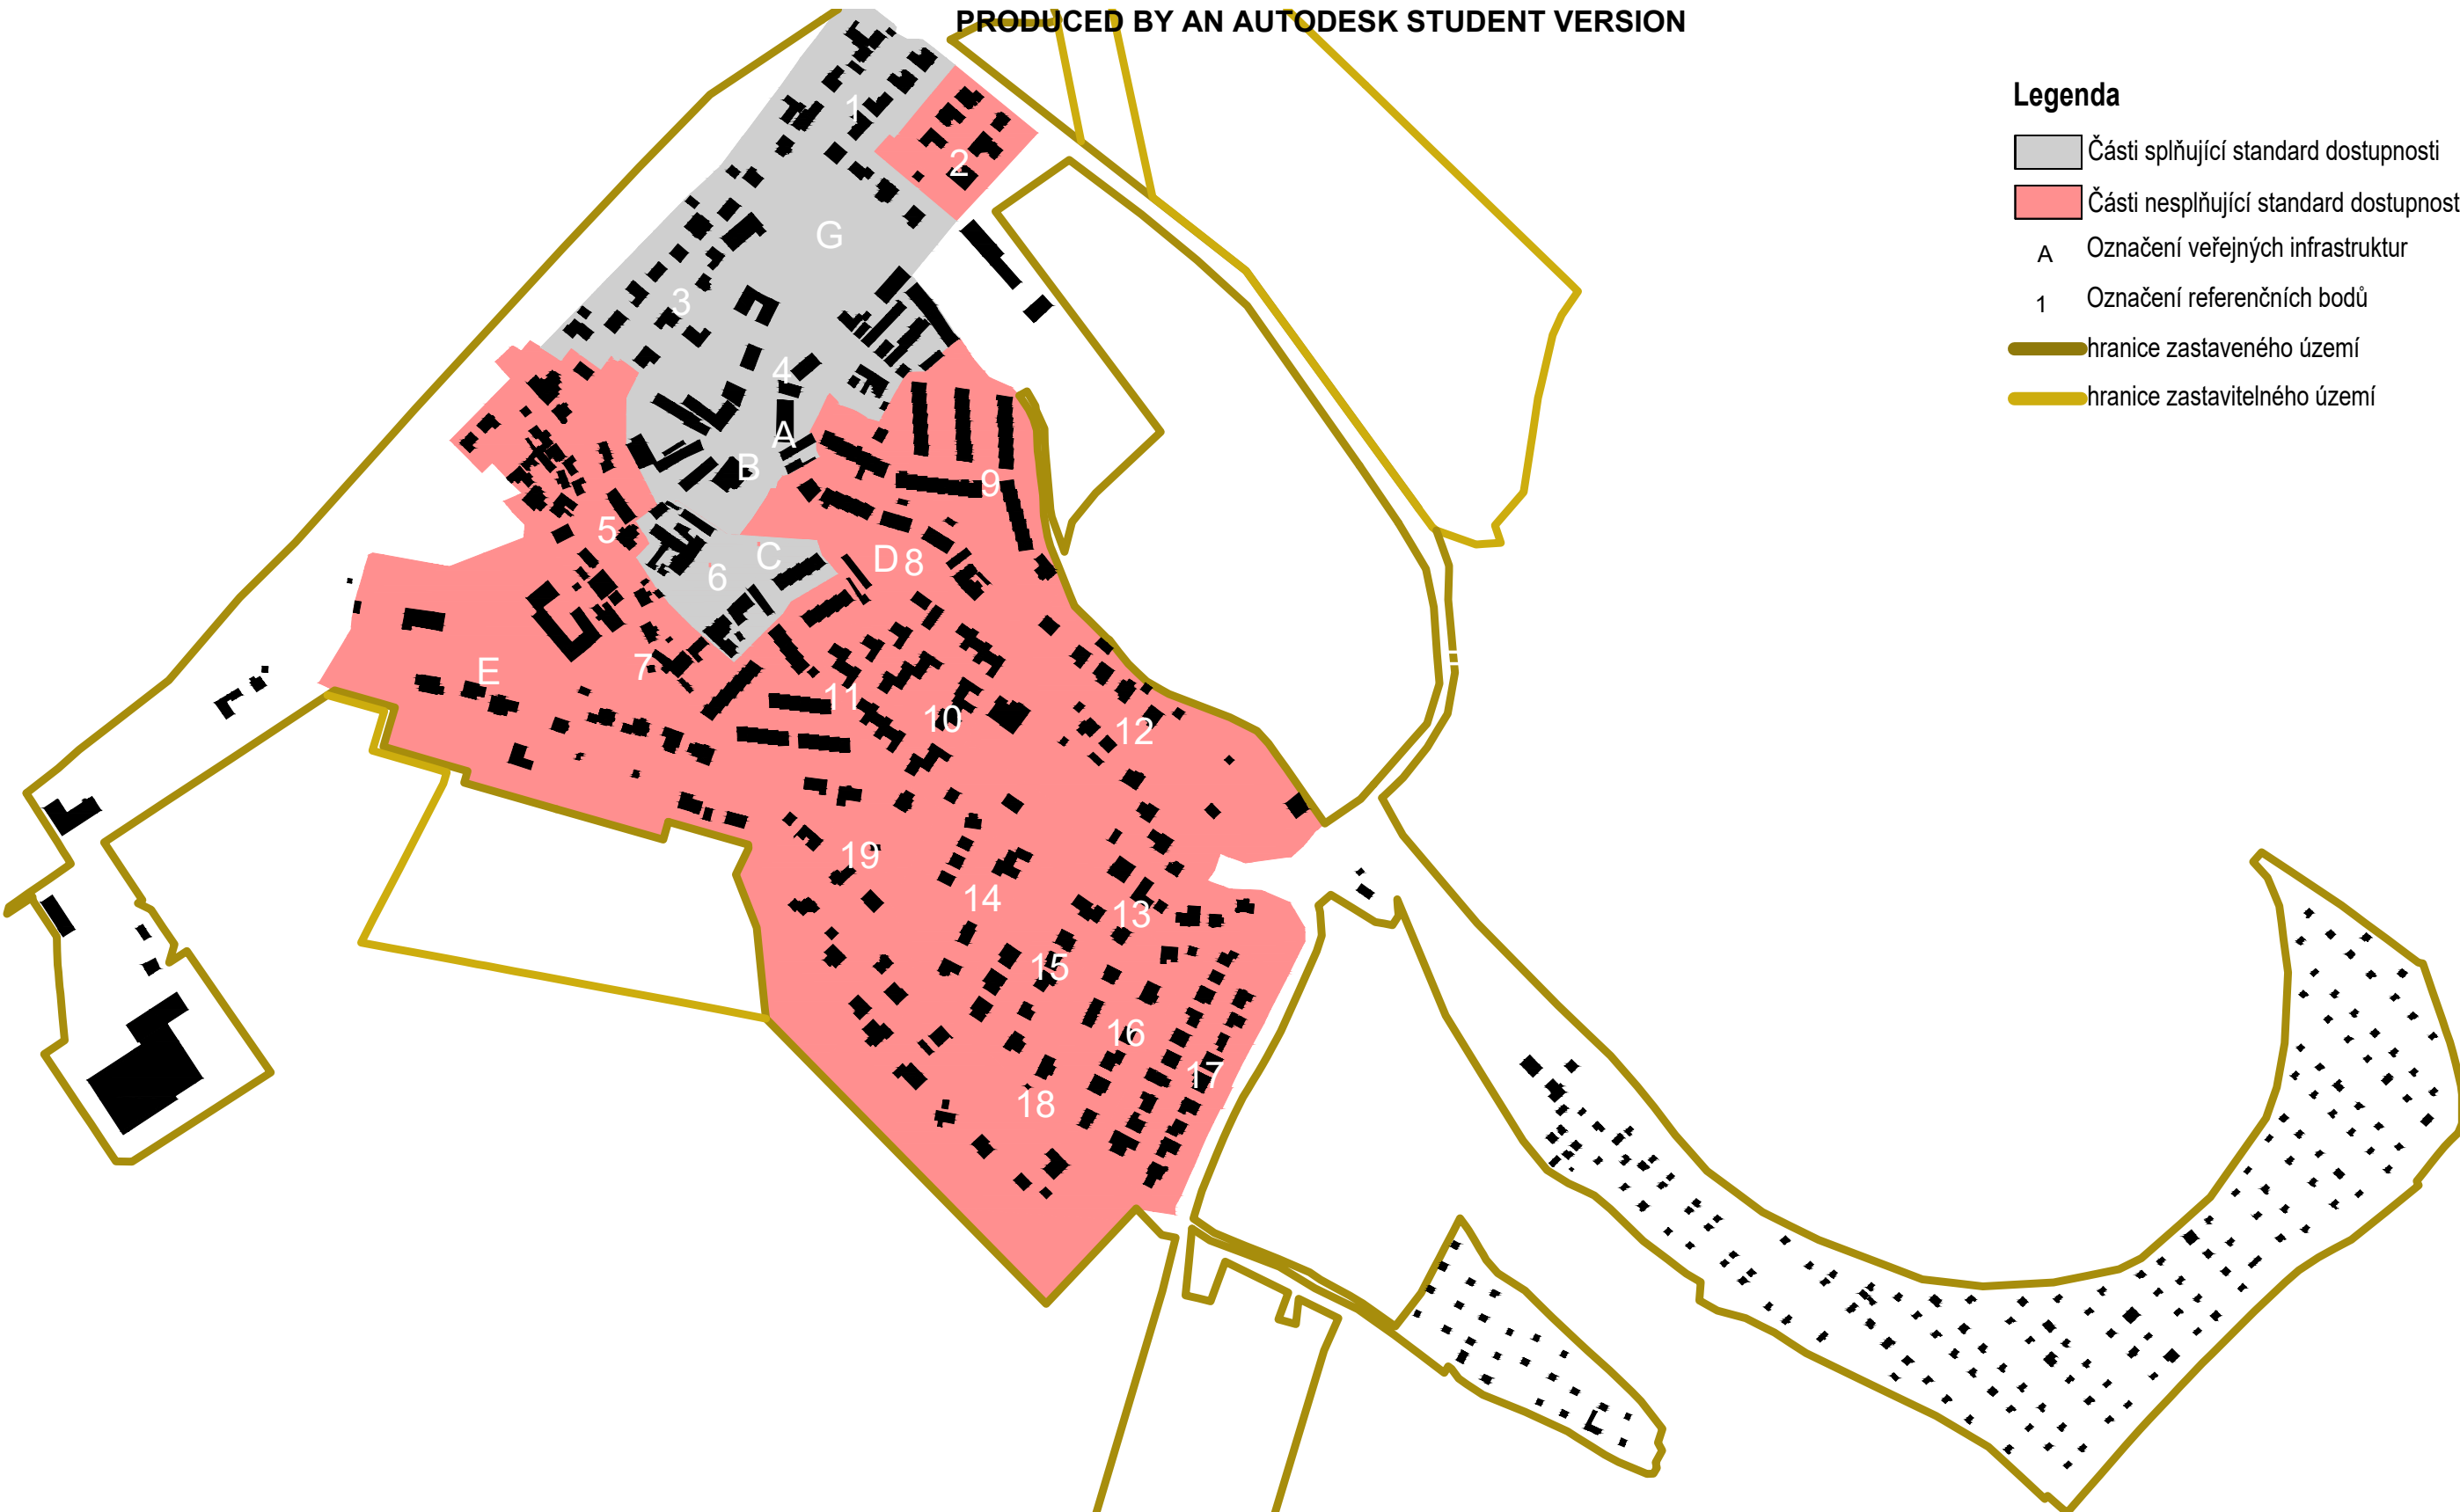 PRODUCED BY AN AUTODESK STUDENT VERSION
Legenda
Části splňující standard dostupnosti
Části nesplňující standard dostupnost
A Označení veřejných infrastruktur
1 Označení referenčních bodů
hranice zastaveného území
hranice zastavitelného území
1
2
G
3
4
A
B
9
5
C
D 8
6
7
E
11
10
12
19
14
13
15
16
17
18